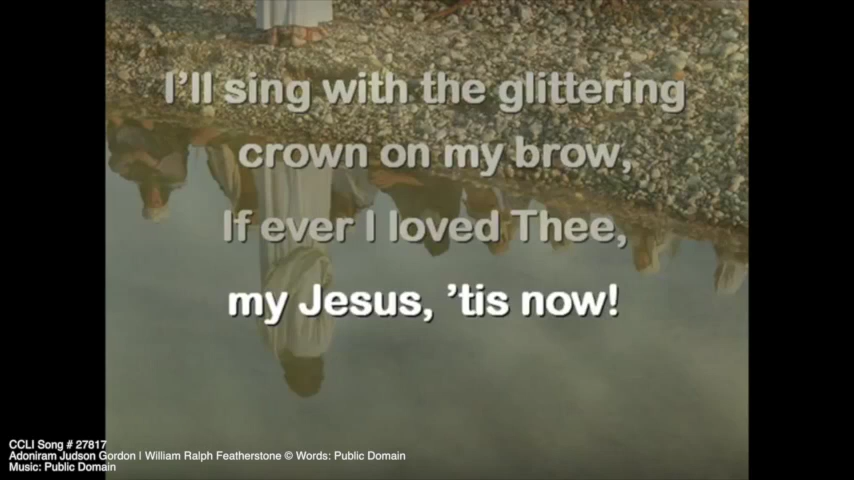 I’ll sing with the glittering
crown on my brow,
If ever I loved Thee,
my Jesus, ’tis now!
CCLI Song # 27817
Adoniram Judson Gordon | William Ralph Featherstone © Words: Public Domain
Music: Public Domain